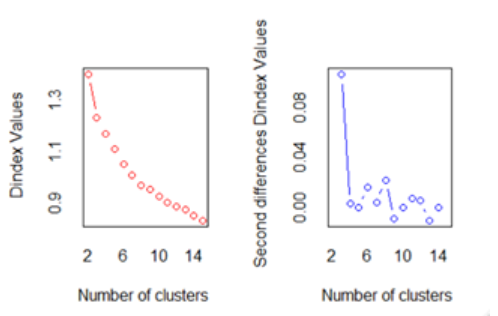 Dindex Values
1.3
1.1
0.9
2 6 10 14
Number of clusters
Second differences Dindex Values
0.08
0.04
0.00
2 6 10 14
Number of clusters